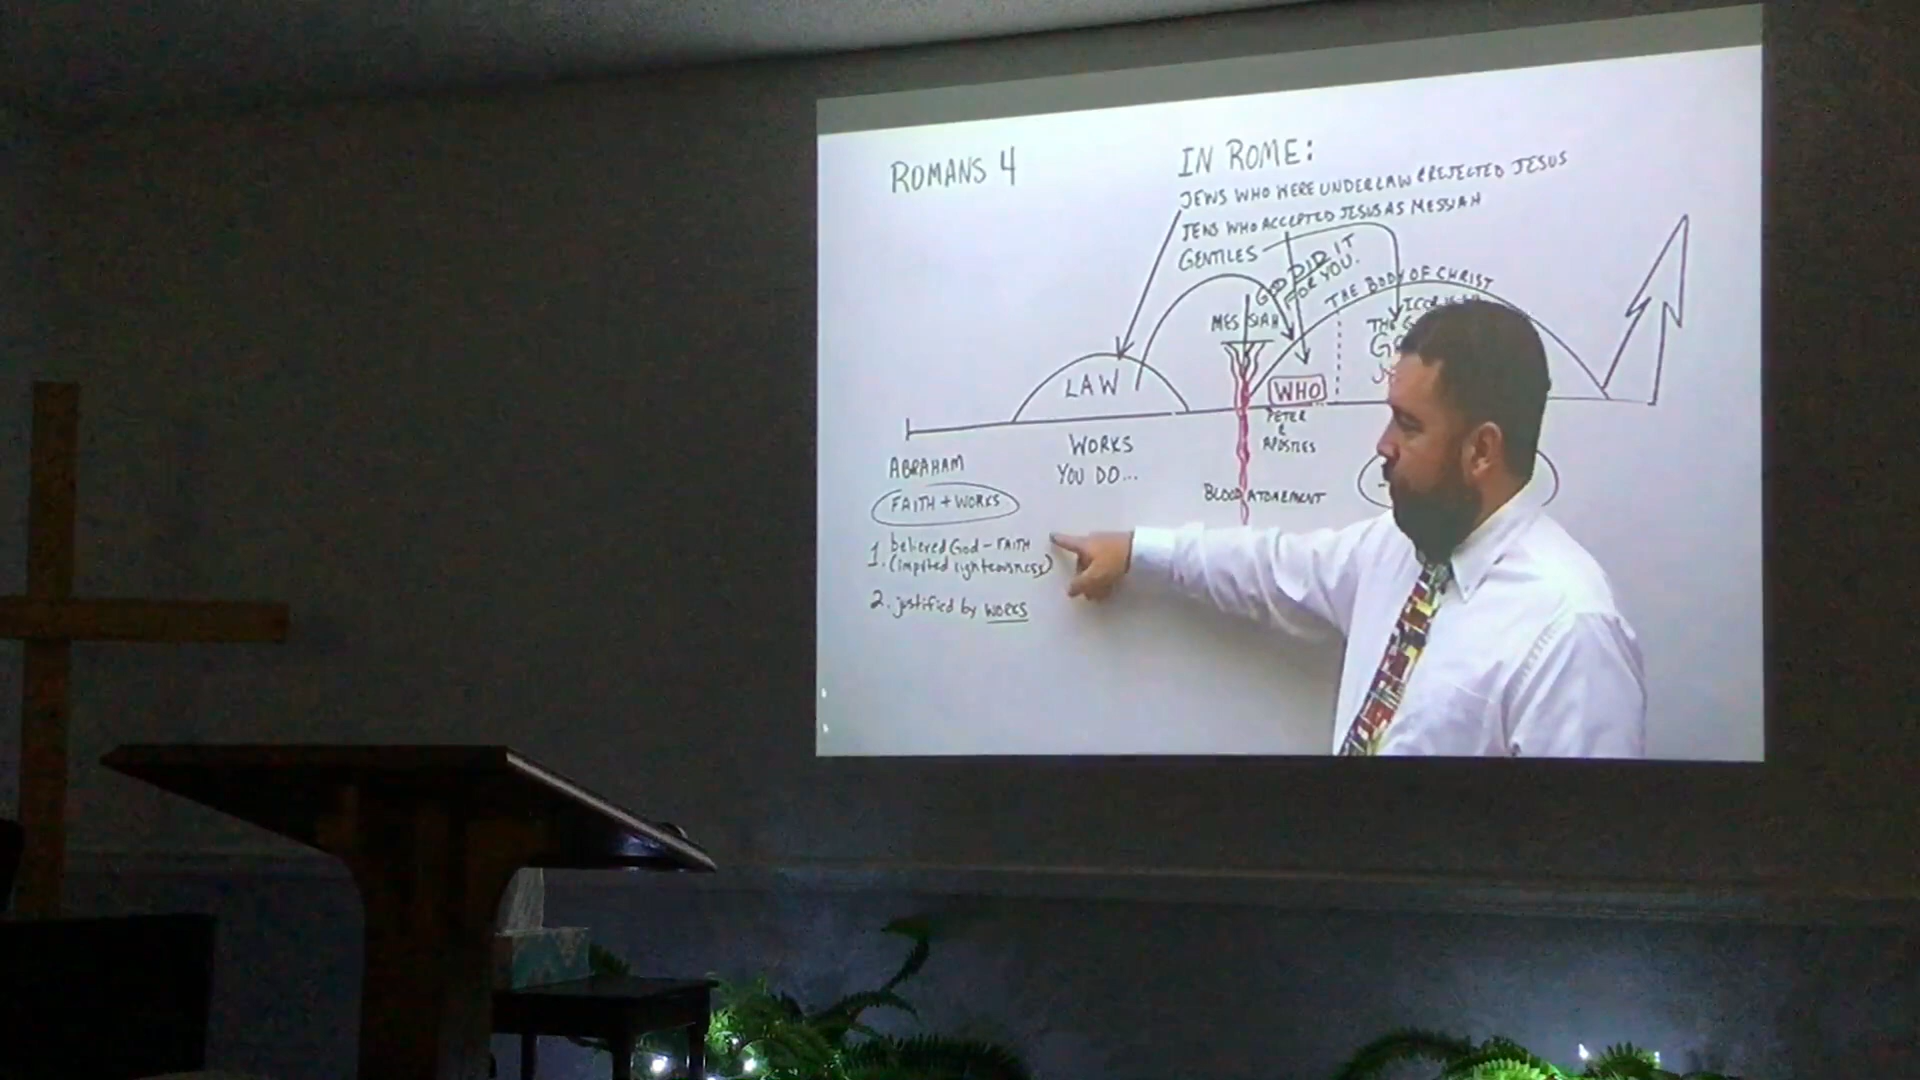 ROMANS 4
IN ROME:
JEWS WHO WERE UNDER LAW & REJECTED JESUS
JEWS WHO ACCEPTED JESUS AS MESSIAH
GENTILES
GOD DID IT
FOR YOU.
THE BODY OF CHRIST
MESSIAH
LAW
WHO
PETER
&
APOSTLES
WORKS
YOU DO...
ABRAHAM
FAITH + WORKS
BLOOD ATONEMENT
1. believed God - FAITH
(imputed righteousness)
2. justified by WORKS